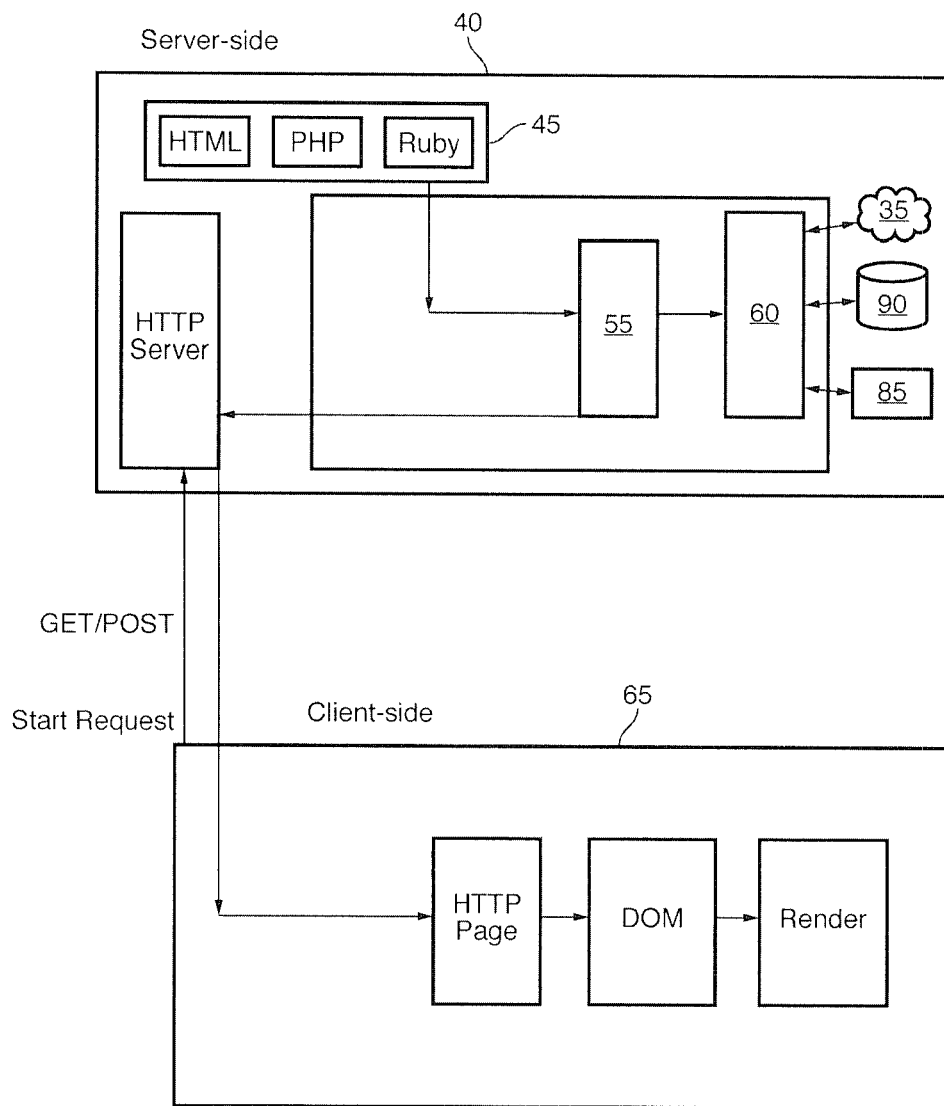 Server-side
40
HTML
PHP
Ruby
45
HTTP
Server
55
60
35
90
85
GET/POST
Start Request
Client-side
65
HTTP
Page
DOM
Render